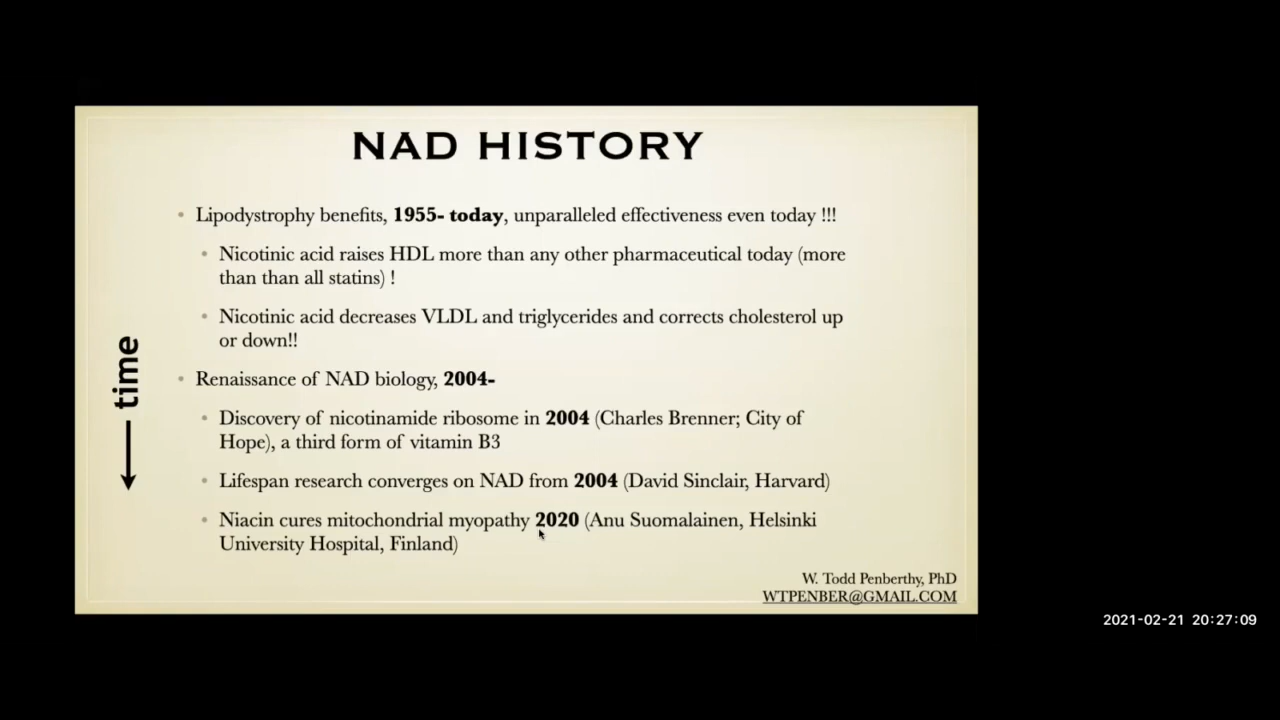 NAD HISTORY
• Lipodystrophy benefits, 1955- today, unparalleled effectiveness even today !!!
• Nicotinic acid raises HDL more than any other pharmaceutical today (more
than than all statins) !
• Nicotinic acid decreases VLDL and triglycerides and corrects cholesterol up
or down!!
time
• Renaissance of NAD biology, 2004-
• Discovery of nicotinamide ribosome in 2004 (Charles Brenner; City of
Hope), a third form of vitamin B3
• Lifespan research converges on NAD from 2004 (David Sinclair, Harvard)
• Niacin cures mitochondrial myopathy 2020 (Anu Suomalainen, Helsinki
University Hospital, Finland)
W. Todd Penberthy, PhD
WTPENBER@GMAIL.COM
2021-02-21 20:27:09